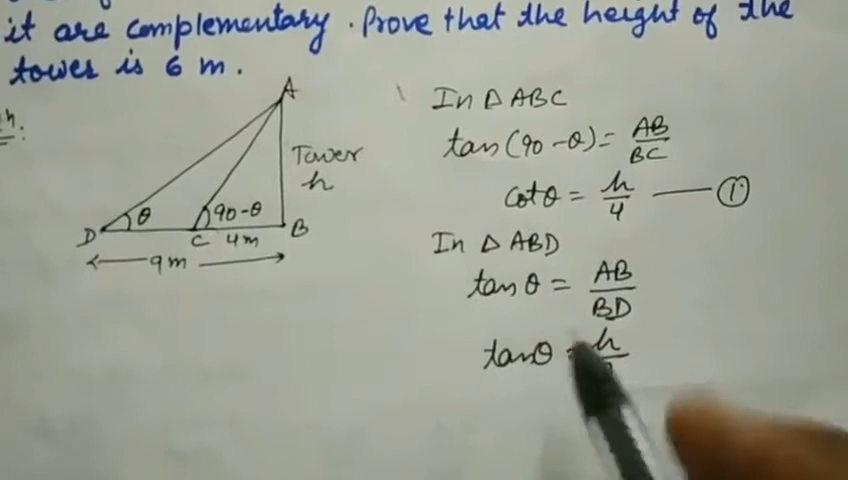 it are complementary. Prove that the height of the
tower is 6 m.
A
Tower
h
θ
90-θ
D
C
4m
B
9m
In △ABC
tan(90-θ) = AB/BC
cotθ = h/4 —— ①
In △ABD
tanθ = AB/BD
tanθ = h